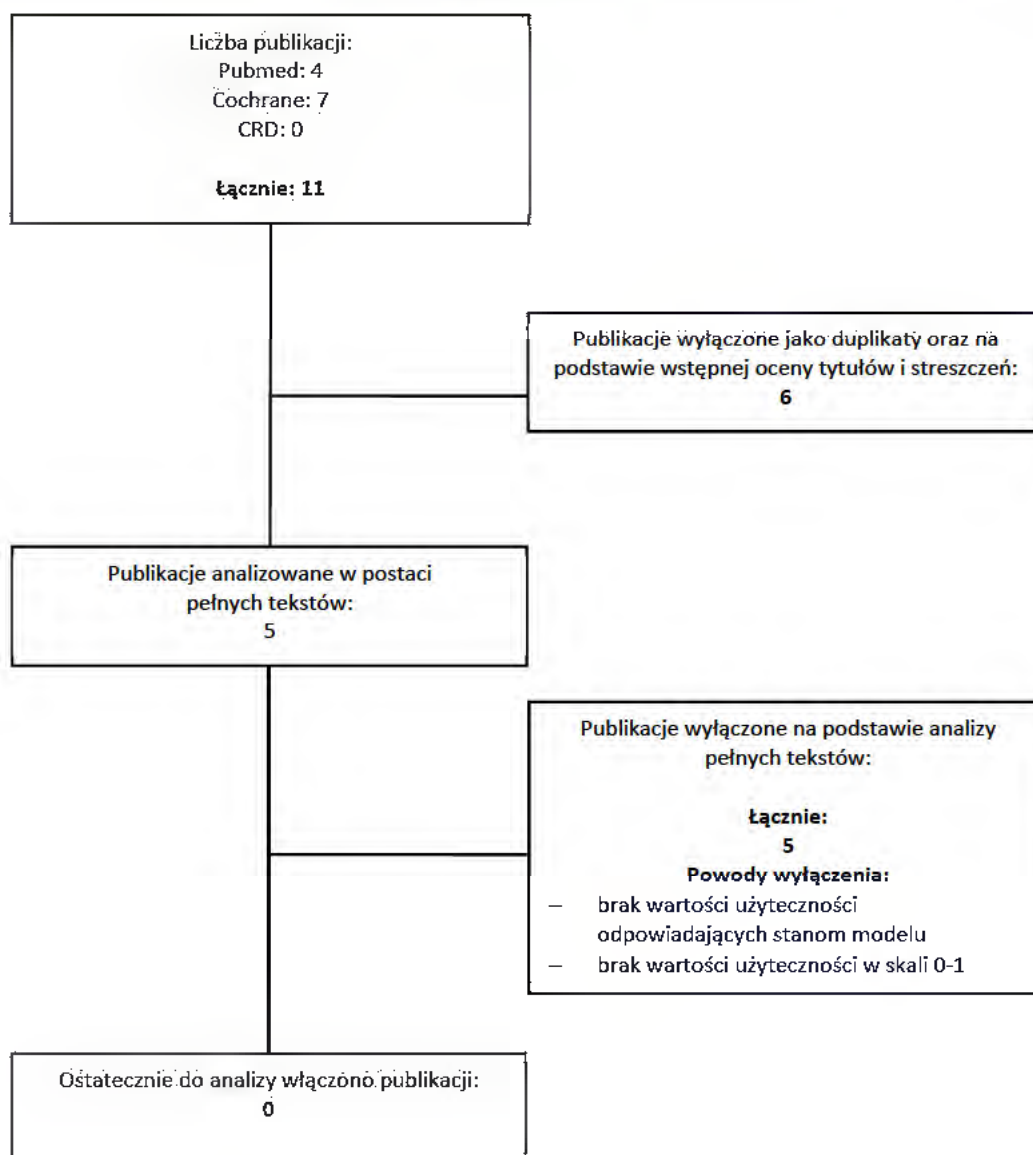 Liczba publikacji:
Pubmed: 4
Cochrane: 7
CRD: 0
Łącznie: 11
Publikacje wyłączone jako duplikaty oraz na
podstawie wstępnej oceny tytułów i streszczeń:
6
Publikacje analizowane w postaci
pełnych tekstów:
5
Publikacje wyłączone na podstawie analizy
pełnych tekstów:
Łącznie:
5
Powody wyłączenia:
– brak wartości użyteczności
odpowiadających stanom modelu
– brak wartości użyteczności w skali 0-1
Ostatecznie do analizy włączono publikacji:
0